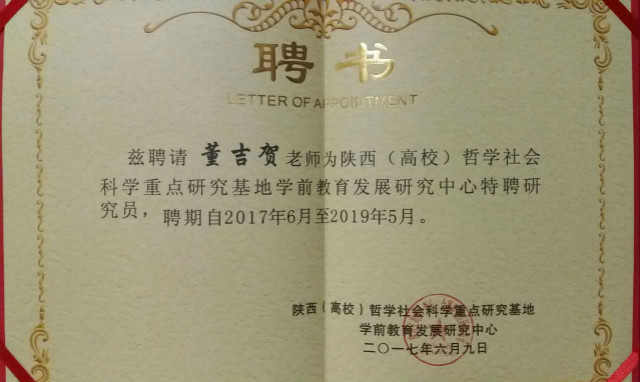 聘书
LETTER OF APPOINTMENT
兹聘请 董吉贺 老师为陕西（高校）哲学社会
科学重点研究基地学前教育发展研究中心特聘研
究员，聘期自2017年6月至2019年5月。
陕西（高校）哲学社会科学重点研究基地
学前教育发展研究中心
二〇一七年六月九日